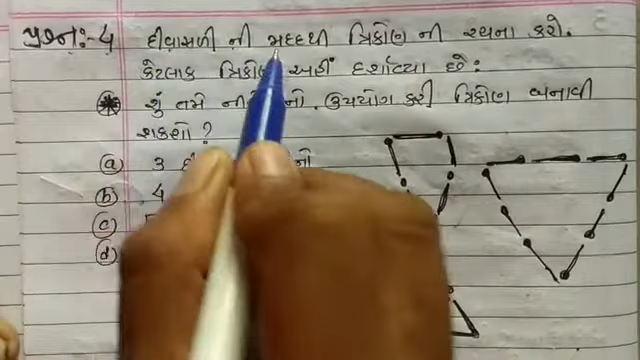 પ્રશ્નઃ-4 દીવાસળી ની મદદથી ત્રિકોણ ની રચના કરો.
કેટલાક ત્રિકોણ અહીં દર્શાવ્યા છે:
શું તમે નો ઉપયોગ કરી ત્રિકોણ બનાવી
શકશો ?
ⓐ 3 નો
ⓑ 4
ⓒ
ⓓ